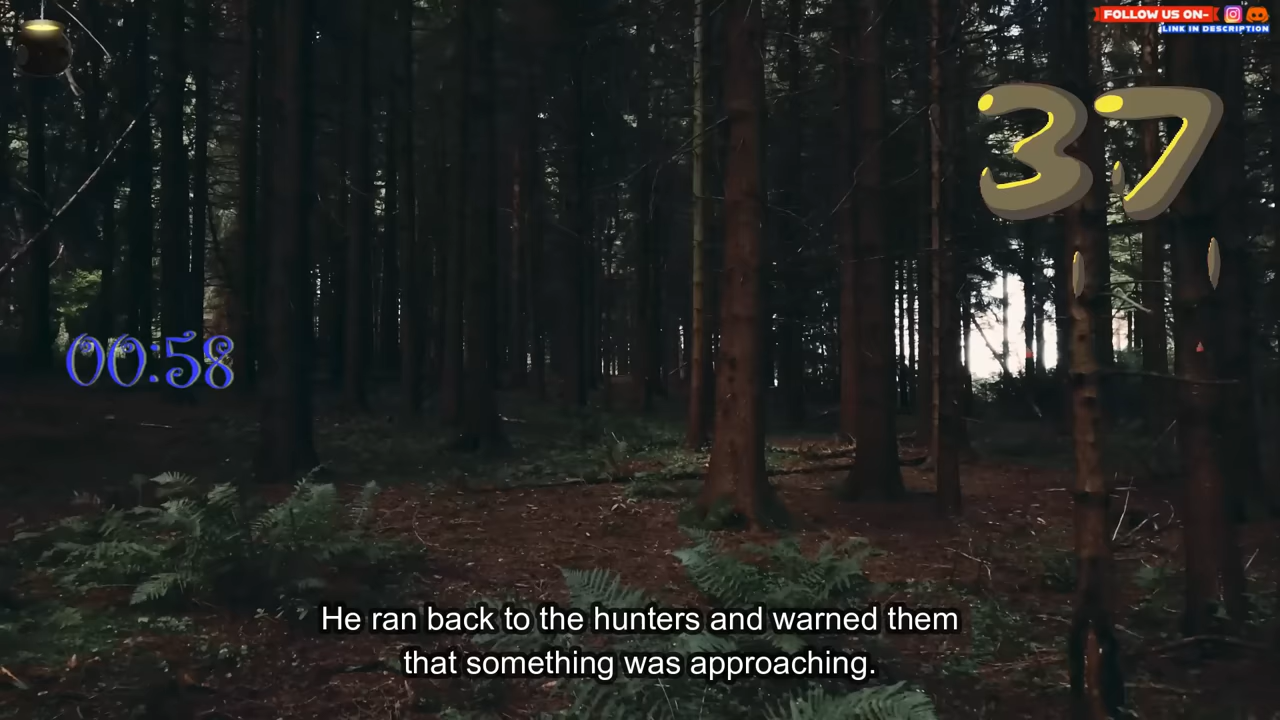 FOLLOW US ON-
LINK IN DESCRIPTION
37
00:58
He ran back to the hunters and warned them
that something was approaching.